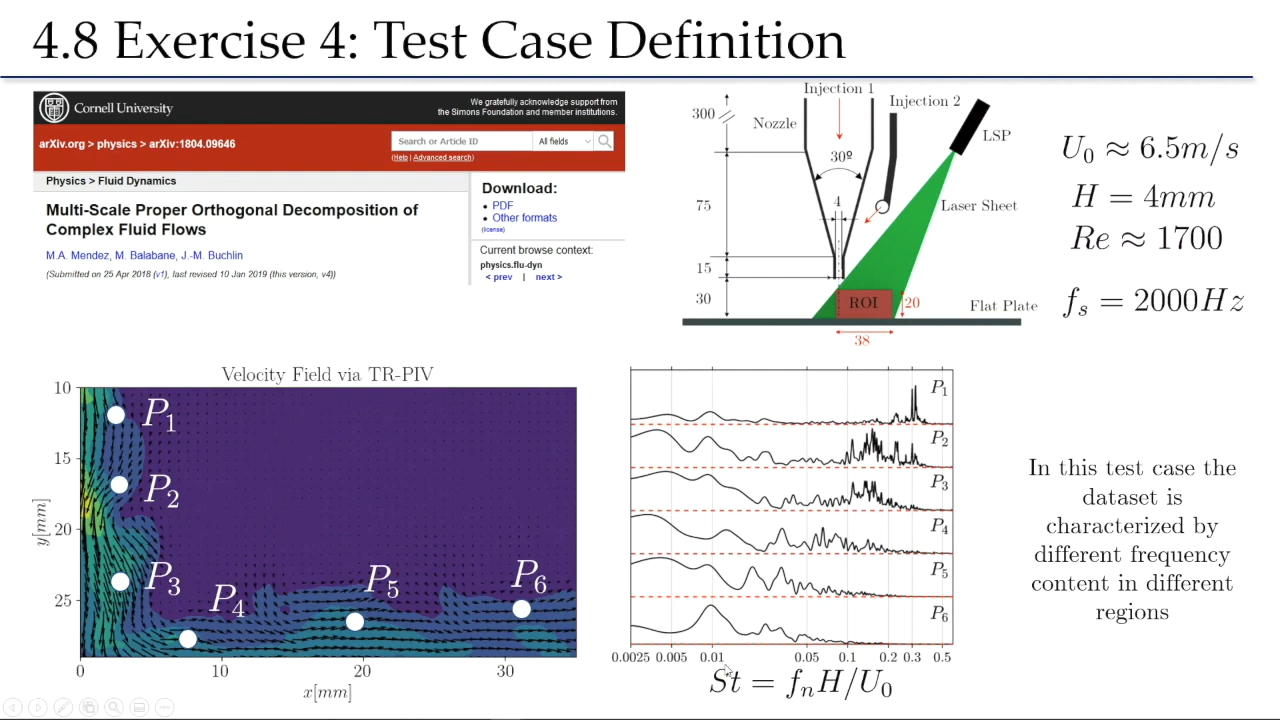 4.8 Exercise 4: Test Case Definition
Cornell University
We gratefully acknowledge support from
the Simons Foundation and member institutions.
arXiv.org > physics > arXiv:1804.09646
Search or Article ID
All fields
(Help | Advanced search)
Physics > Fluid Dynamics
Multi-Scale Proper Orthogonal Decomposition of
Complex Fluid Flows
M.A. Mendez, M. Balabane, J.-M. Buchlin
(Submitted on 25 Apr 2018 (v1), last revised 10 Jan 2019 (this version, v4))
Download:
• PDF
• Other formats
(license)
Current browse context:
physics.flu-dyn
< prev | next >
Injection 1
Injection 2
300
Nozzle
LSP
30º
75
4
Laser Sheet
15
30
ROI
20
Flat Plate
38
U₀ ≈ 6.5m/s
H = 4mm
Re ≈ 1700
fₛ = 2000Hz
Velocity Field via TR-PIV
10
15
20
25
y[mm]
P₁
P₂
P₃
P₄
P₅
P₆
0
10
20
30
x[mm]
P₁
P₂
P₃
P₄
P₅
P₆
0.0025 0.005 0.01 0.05 0.1 0.2 0.3 0.5
St = fₙH/U₀
In this test case the
dataset is
characterized by
different frequency
content in different
regions